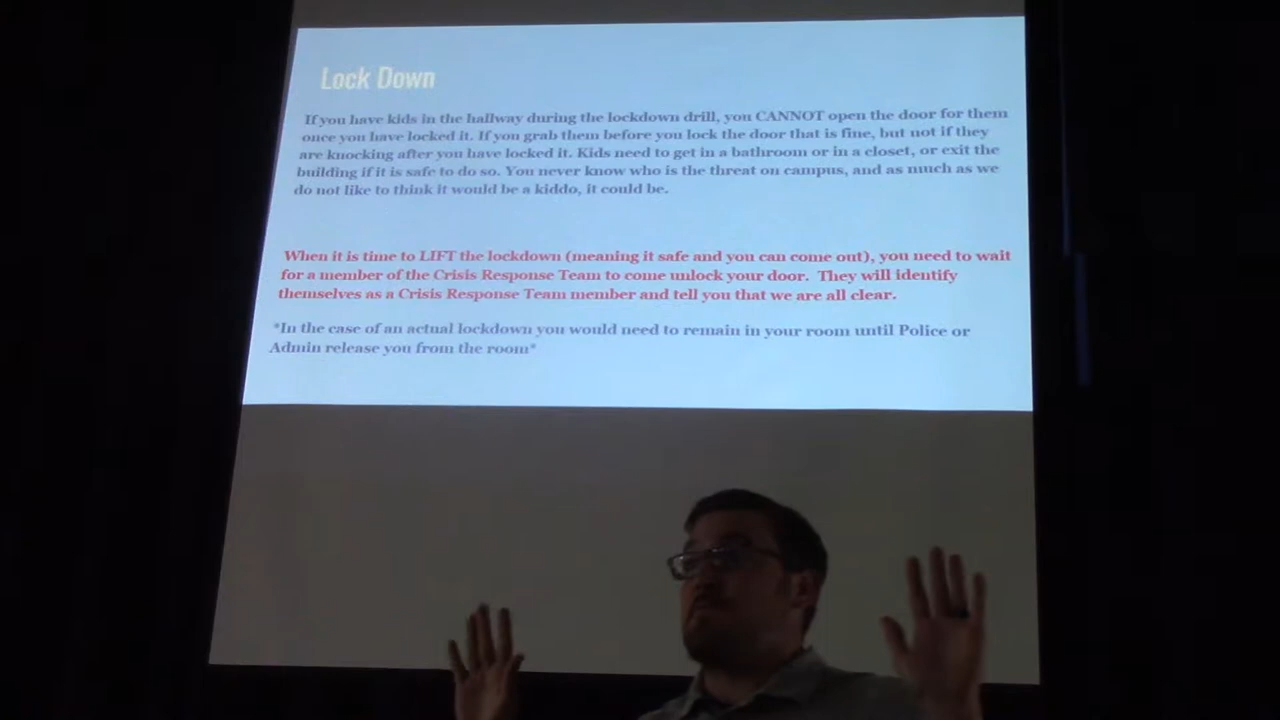 Lock Down
If you have kids in the hallway during the lockdown drill, you CANNOT open the door for them
once you have locked it. If you grab them before you lock the door that is fine, but not if they
are knocking after you have locked it. Kids need to get in a bathroom or in a closet, or exit the
building if it is safe to do so. You never know who is the threat on campus, and as much as we
do not like to think it would be a kiddo, it could be.
When it is time to LIFT the lockdown (meaning it safe and you can come out), you need to wait
for a member of the Crisis Response Team to come unlock your door. They will identify
themselves as a Crisis Response Team member and tell you that we are all clear.
*In the case of an actual lockdown you would need to remain in your room until Police or
Admin release you from the room*